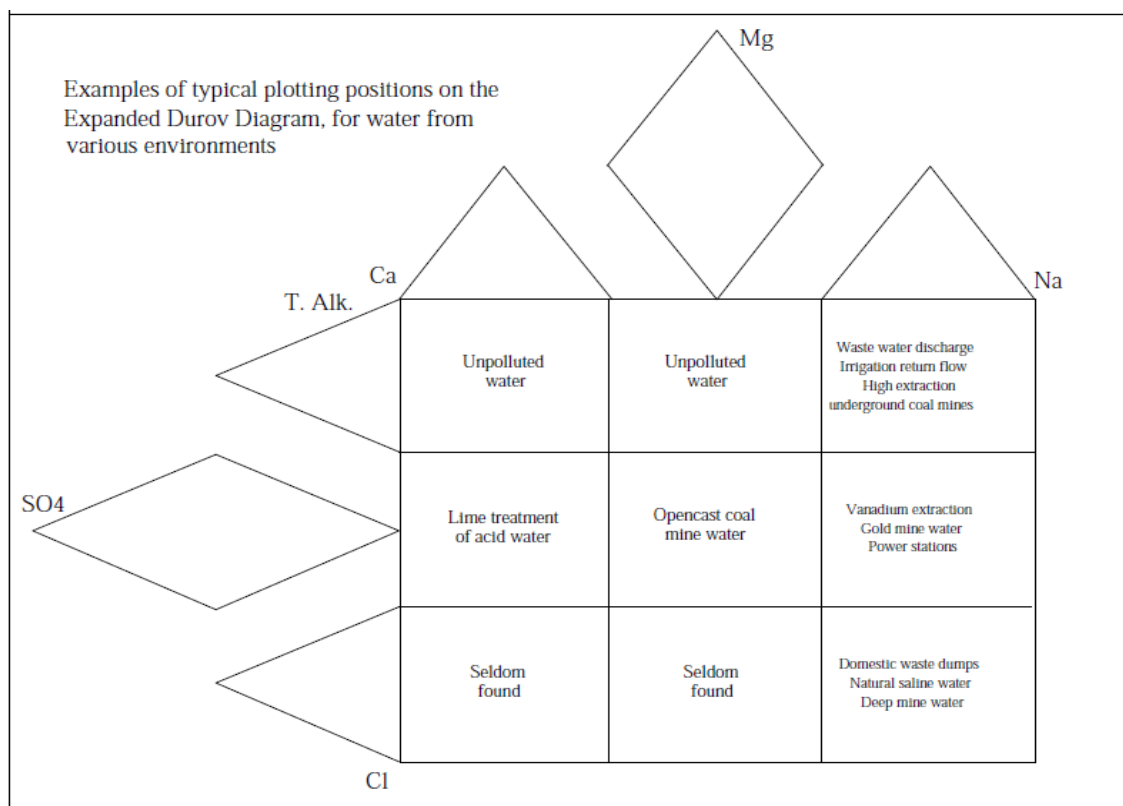 Examples of typical plotting positions on the
Expanded Durov Diagram, for water from
various environments
Mg
Ca
Na
T. Alk.
Unpolluted
water
Unpolluted
water
Waste water discharge
Irrigation return flow
High extraction
underground coal mines
SO4
Lime treatment
of acid water
Opencast coal
mine water
Vanadium extraction
Gold mine water
Power stations
Seldom
found
Seldom
found
Domestic waste dumps
Natural saline water
Deep mine water
Cl